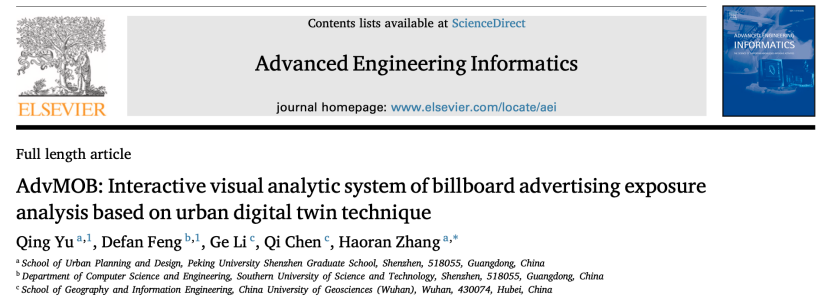 Contents lists available at ScienceDirect
Advanced Engineering Informatics
journal homepage: www.elsevier.com/locate/aei
ELSEVIER
ADVANCED ENGINEERING
INFORMATICS
Full length article
AdvMOB: Interactive visual analytic system of billboard advertising exposure
analysis based on urban digital twin technique
Qing Yu a,1, Defan Feng b,1, Ge Li c, Qi Chen c, Haoran Zhang a,*
a School of Urban Planning and Design, Peking University Shenzhen Graduate School, Shenzhen, 518055, Guangdong, China
b Department of Computer Science and Engineering, Southern University of Science and Technology, Shenzhen, 518055, Guangdong, China
c School of Geography and Information Engineering, China University of Geosciences (Wuhan), Wuhan, 430074, Hubei, China